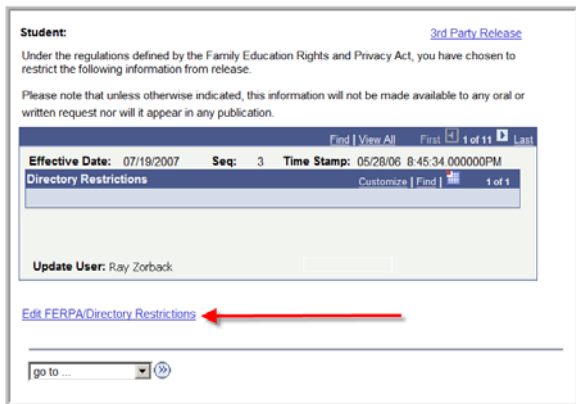 Student: 3rd Party Release
Under the regulations defined by the Family Education Rights and Privacy Act, you have chosen to
restrict the following information from release.
Please note that unless otherwise indicated, this information will not be made available to any oral or
written request nor will it appear in any publication.
Find | View All First 1 of 11 Last
Effective Date: 07/19/2007 Seq: 3 Time Stamp: 05/28/06 8:45:34.000000PM
Directory Restrictions Customize | Find | 1 of 1
Update User: Ray Zorback
Edit FERPA/Directory Restrictions
go to ...